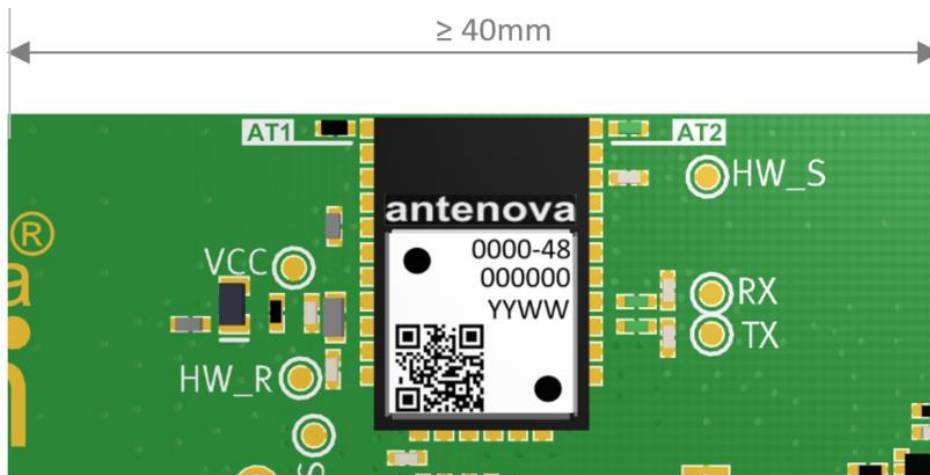 ≥ 40mm
AT1
AT2
HW_S
antenova
®
a
0000-48
000000
YYWW
VCC
RX
TX
HW_R
S